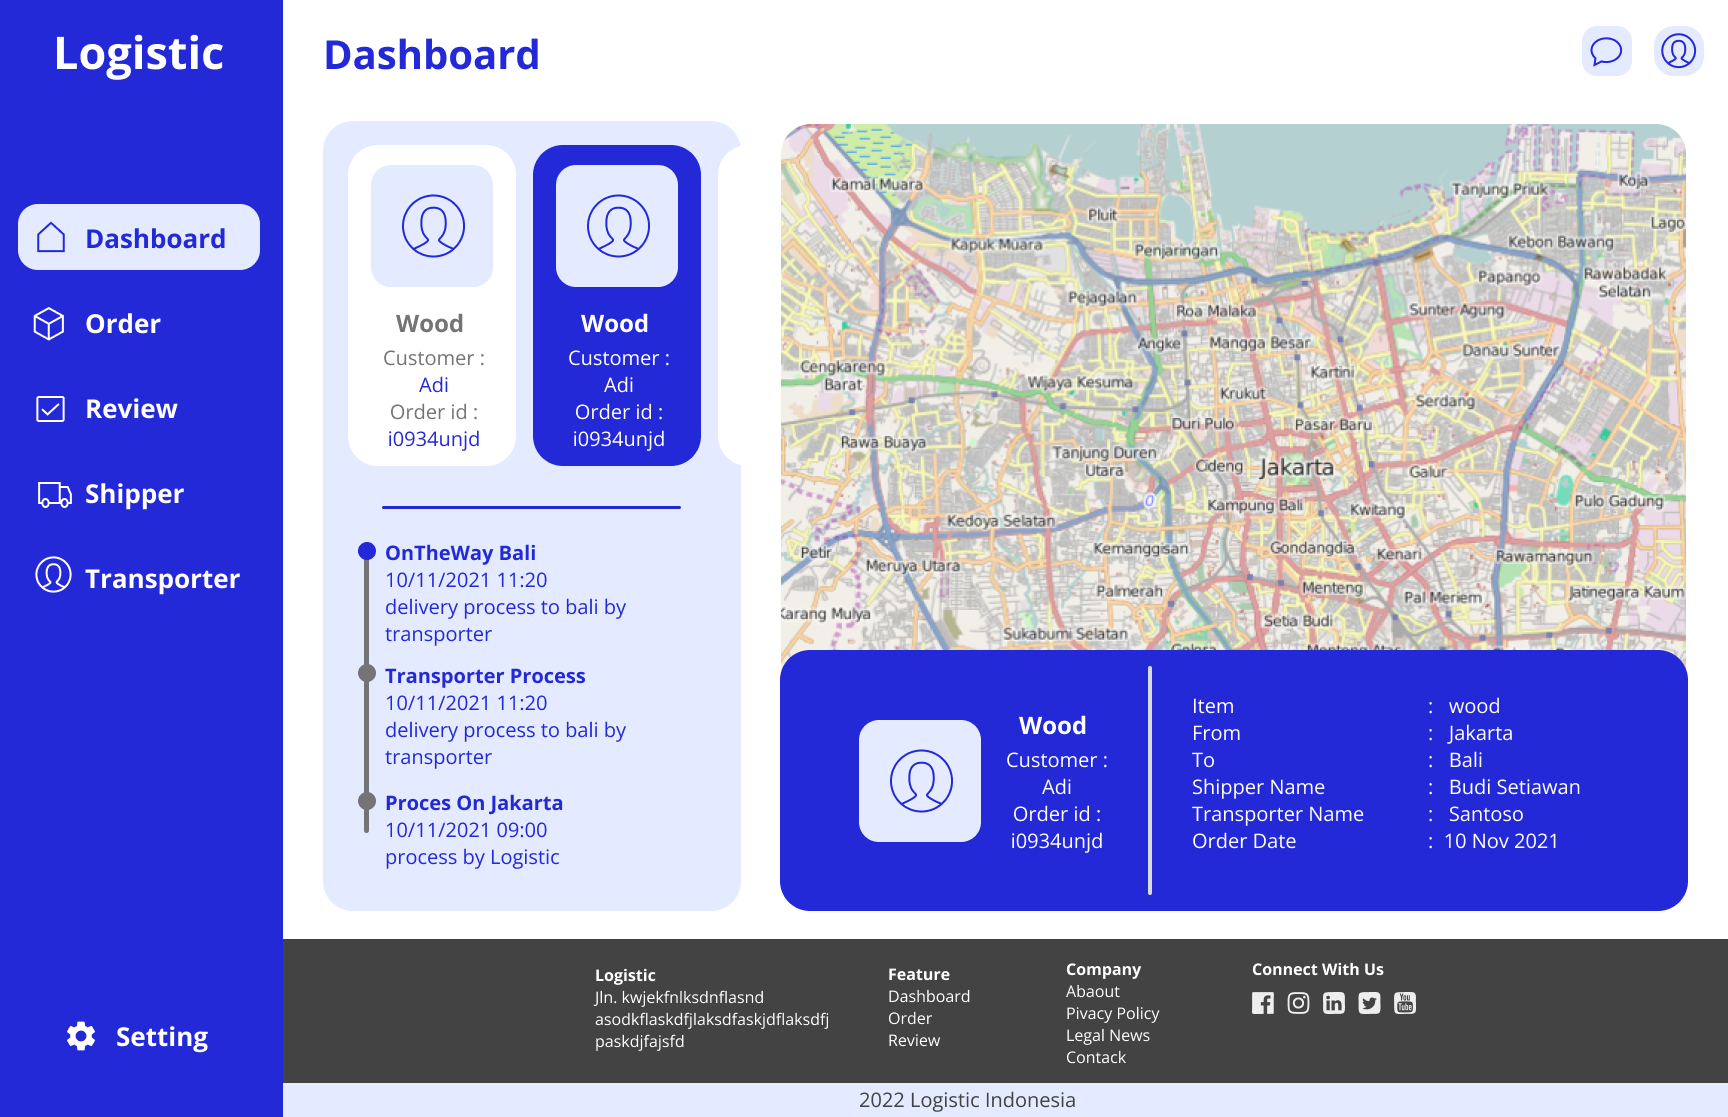 Logistic
Dashboard
Order
Review
Shipper
Transporter
Setting
Dashboard
Wood
Customer :
Adi
Order id :
i0934unjd
Wood
Customer :
Adi
Order id :
i0934unjd
OnTheWay Bali
10/11/2021 11:20
delivery process to bali by
transporter
Transporter Process
10/11/2021 11:20
delivery process to bali by
transporter
Proces On Jakarta
10/11/2021 09:00
process by Logistic
Kamal Muara
Tanjung Priuk
Koja
Pluit
Lago
Kapuk Muara
Penjaringan
Kebon Bawang
Papango
Rawabadak
Selatan
Pejagalan
Roa Malaka
Sunter Agung
Angke
Mangga Besar
Danau Sunter
Cengkareng
Barat
Wijaya Kesuma
Kartini
Krukut
Serdang
Duri Pulo
Pasar Baru
Rawa Buaya
Tanjung Duren
Utara
Cideng
Jakarta
Galur
Kampung Bali
Kwitang
Pulo Gadung
Kedoya Selatan
Petir
Kemanggisan
Gondangdia
Kenari
Rawamangun
Meruya Utara
Palmerah
Menteng
Pal Meriem
Jatinegara Kaum
Karang Mulya
Sukabumi Selatan
Setia Budi
Gelora
Menteng Atas
Wood
Customer :
Adi
Order id :
i0934unjd
Item : wood
From : Jakarta
To : Bali
Shipper Name : Budi Setiawan
Transporter Name : Santoso
Order Date : 10 Nov 2021
Logistic
Jln. kwjekfnlksdnflasnd
asodkflaskdfjlaksdfaskjdflaksdfj
paskdjfajsfd
Feature
Dashboard
Order
Review
Company
Abaout
Pivacy Policy
Legal News
Contack
Connect With Us
You
Tube
2022 Logistic Indonesia